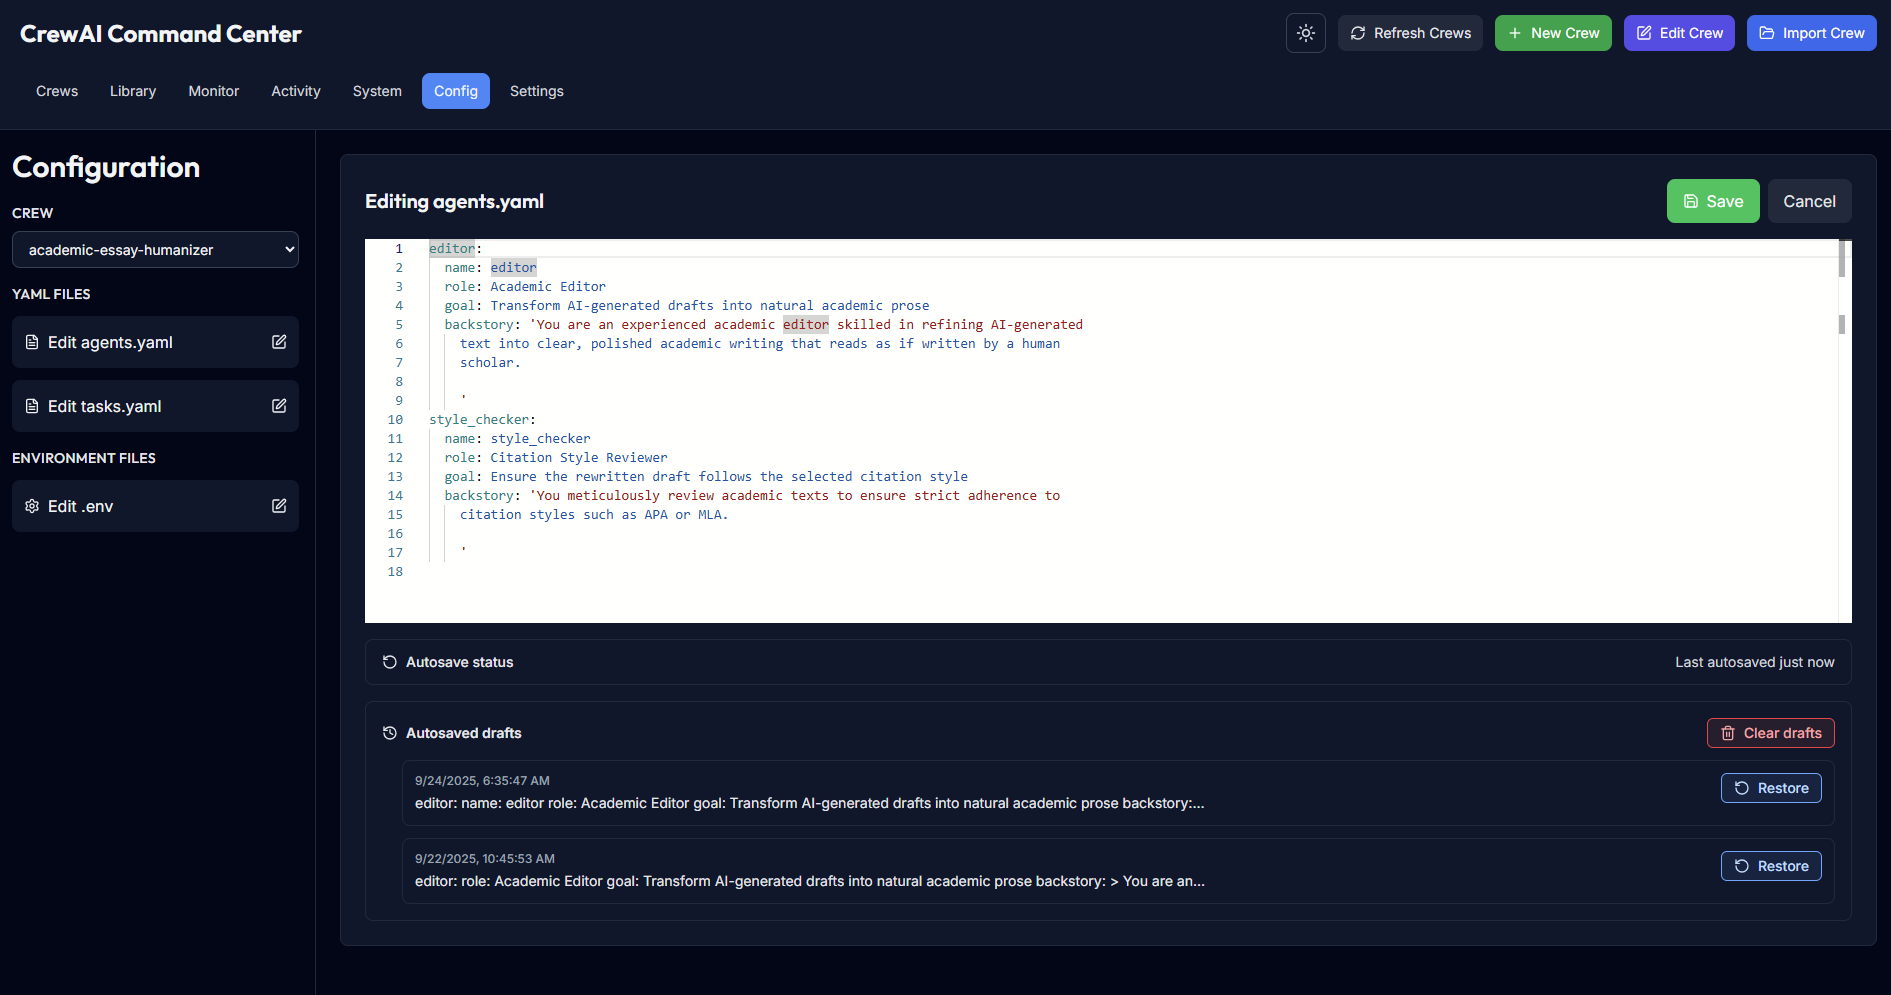 CrewAI Command Center
Refresh Crews
New Crew
Edit Crew
Import Crew
Crews
Library
Monitor
Activity
System
Config
Settings
Configuration
CREW
academic-essay-humanizer
YAML FILES
Edit agents.yaml
Edit tasks.yaml
ENVIRONMENT FILES
Edit .env
Editing agents.yaml
Save
Cancel
1 editor:
2 name: editor
3 role: Academic Editor
4 goal: Transform AI-generated drafts into natural academic prose
5 backstory: 'You are an experienced academic editor skilled in refining AI-generated
6 text into clear, polished academic writing that reads as if written by a human
7 scholar.
8
9 '
10 style_checker:
11 name: style_checker
12 role: Citation Style Reviewer
13 goal: Ensure the rewritten draft follows the selected citation style
14 backstory: 'You meticulously review academic texts to ensure strict adherence to
15 citation styles such as APA or MLA.
16
17 '
18
Autosave status
Last autosaved just now
Autosaved drafts
Clear drafts
9/24/2025, 6:35:47 AM
editor: name: editor role: Academic Editor goal: Transform AI-generated drafts into natural academic prose backstory:...
Restore
9/22/2025, 10:45:53 AM
editor: role: Academic Editor goal: Transform AI-generated drafts into natural academic prose backstory: > You are an...
Restore